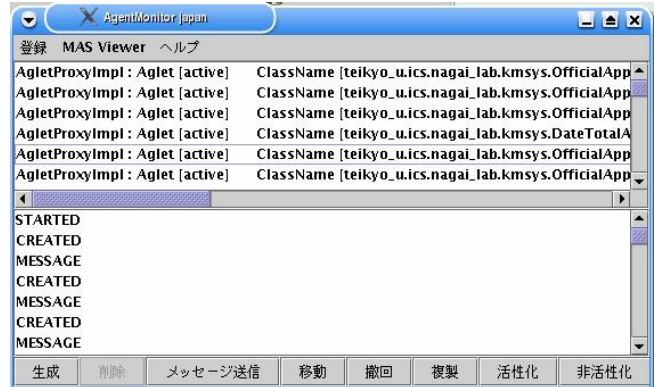 AgentMonitor japan
登録 MAS Viewer ヘルプ
AgletProxyImpl : Aglet [active] ClassName [teikyo_u.ics.nagai_lab.kmsys.OfficialApp
AgletProxyImpl : Aglet [active] ClassName [teikyo_u.ics.nagai_lab.kmsys.OfficialApp
AgletProxyImpl : Aglet [active] ClassName [teikyo_u.ics.nagai_lab.kmsys.OfficialApp
AgletProxyImpl : Aglet [active] ClassName [teikyo_u.ics.nagai_lab.kmsys.DateTotalA
AgletProxyImpl : Aglet [active] ClassName [teikyo_u.ics.nagai_lab.kmsys.OfficialApp
AgletProxyImpl : Aglet [active] ClassName [teikyo_u.ics.nagai_lab.kmsys.OfficialApp
STARTED
CREATED
MESSAGE
CREATED
MESSAGE
CREATED
MESSAGE
生成 削除 メッセージ送信 移動 撤回 複製 活性化 非活性化